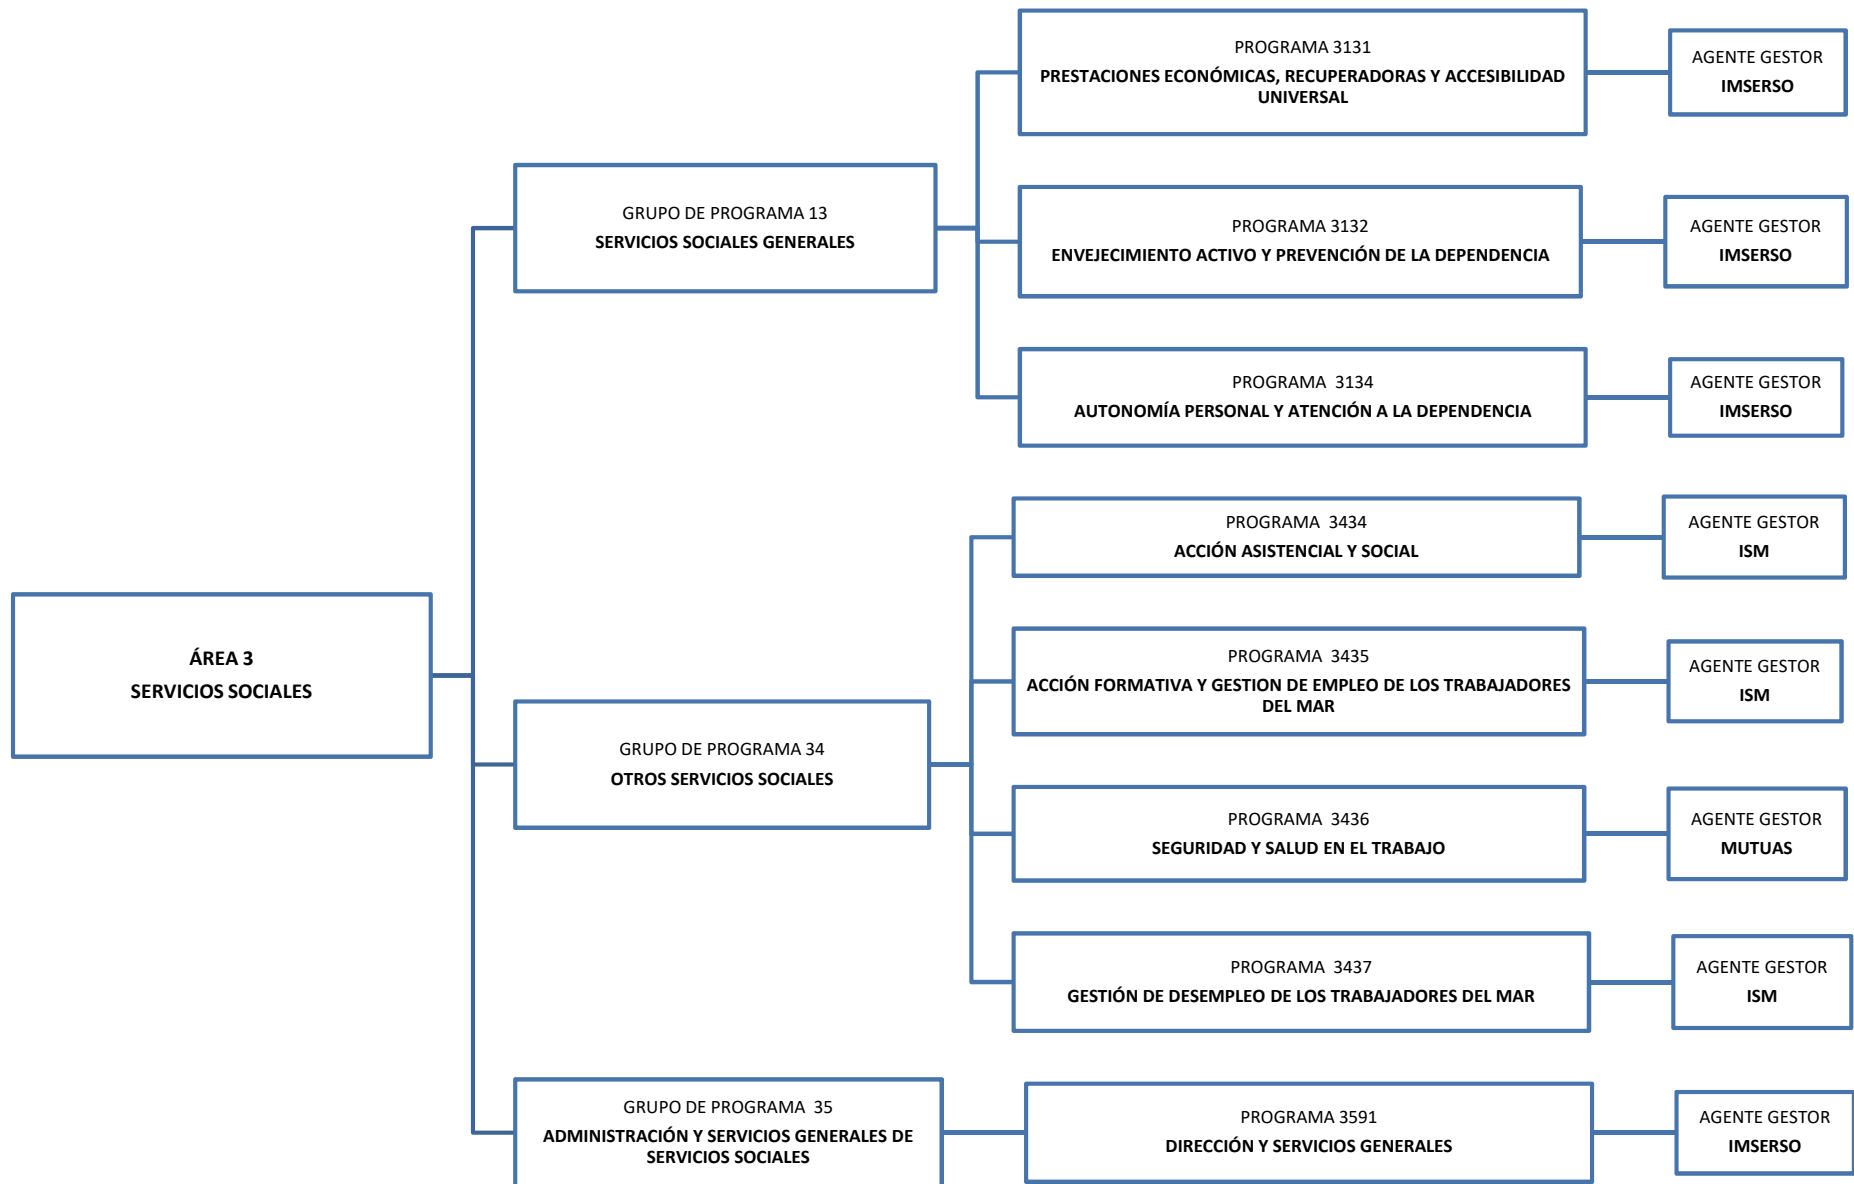 ÁREA 3
SERVICIOS SOCIALES
GRUPO DE PROGRAMA 13
SERVICIOS SOCIALES GENERALES
PROGRAMA 3131
PRESTACIONES ECONÓMICAS, RECUPERADORAS Y ACCESIBILIDAD
UNIVERSAL
AGENTE GESTOR
IMSERSO
PROGRAMA 3132
ENVEJECIMIENTO ACTIVO Y PREVENCIÓN DE LA DEPENDENCIA
AGENTE GESTOR
IMSERSO
PROGRAMA 3134
AUTONOMÍA PERSONAL Y ATENCIÓN A LA DEPENDENCIA
AGENTE GESTOR
IMSERSO
GRUPO DE PROGRAMA 34
OTROS SERVICIOS SOCIALES
PROGRAMA 3434
ACCIÓN ASISTENCIAL Y SOCIAL
AGENTE GESTOR
ISM
PROGRAMA 3435
ACCIÓN FORMATIVA Y GESTION DE EMPLEO DE LOS TRABAJADORES
DEL MAR
AGENTE GESTOR
ISM
PROGRAMA 3436
SEGURIDAD Y SALUD EN EL TRABAJO
AGENTE GESTOR
MUTUAS
PROGRAMA 3437
GESTIÓN DE DESEMPLEO DE LOS TRABAJADORES DEL MAR
AGENTE GESTOR
ISM
GRUPO DE PROGRAMA 35
ADMINISTRACIÓN Y SERVICIOS GENERALES DE
SERVICIOS SOCIALES
PROGRAMA 3591
DIRECCIÓN Y SERVICIOS GENERALES
AGENTE GESTOR
IMSERSO